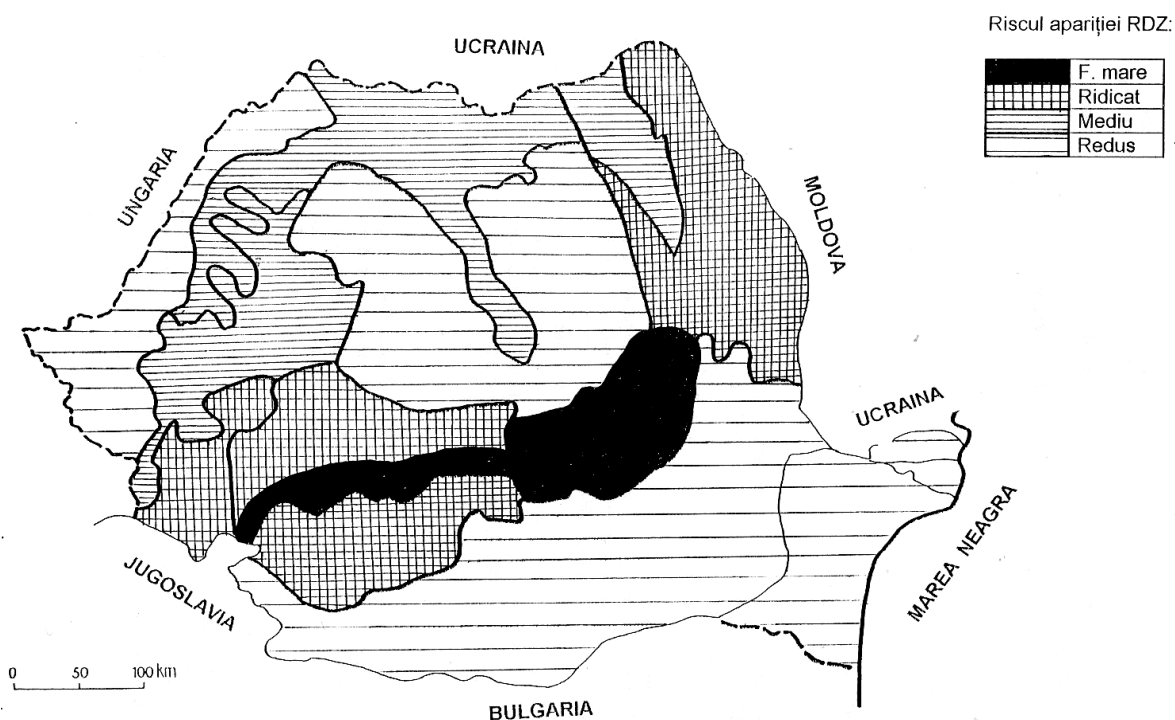 Riscul apariției RDZ:
F. mare
Ridicat
Mediu
Redus
UCRAINA
UNGARIA
MOLDOVA
UCRAINA
MAREA NEAGRA
JUGOSLAVIA
BULGARIA
0 50 100 km